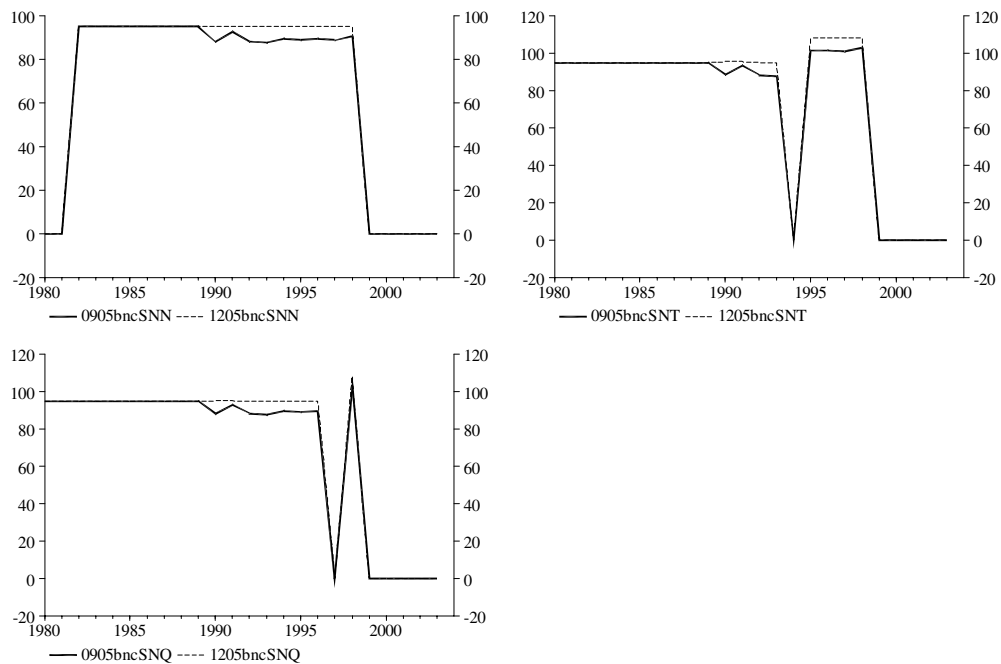 100 100 120 120
80 80 100 100
60 60 80 80
40 40 60 60
20 20 40 40
0 0 20 20
-20 -20 0 0
-20 -20
1980 1985 1990 1995 2000 1980 1985 1990 1995 2000
0905bncSNN 1205bncSNN 0905bncSNT 1205bncSNT
120 120
100 100
80 80
60 60
40 40
20 20
0 0
-20 -20
1980 1985 1990 1995 2000
0905bncSNQ 1205bncSNQ